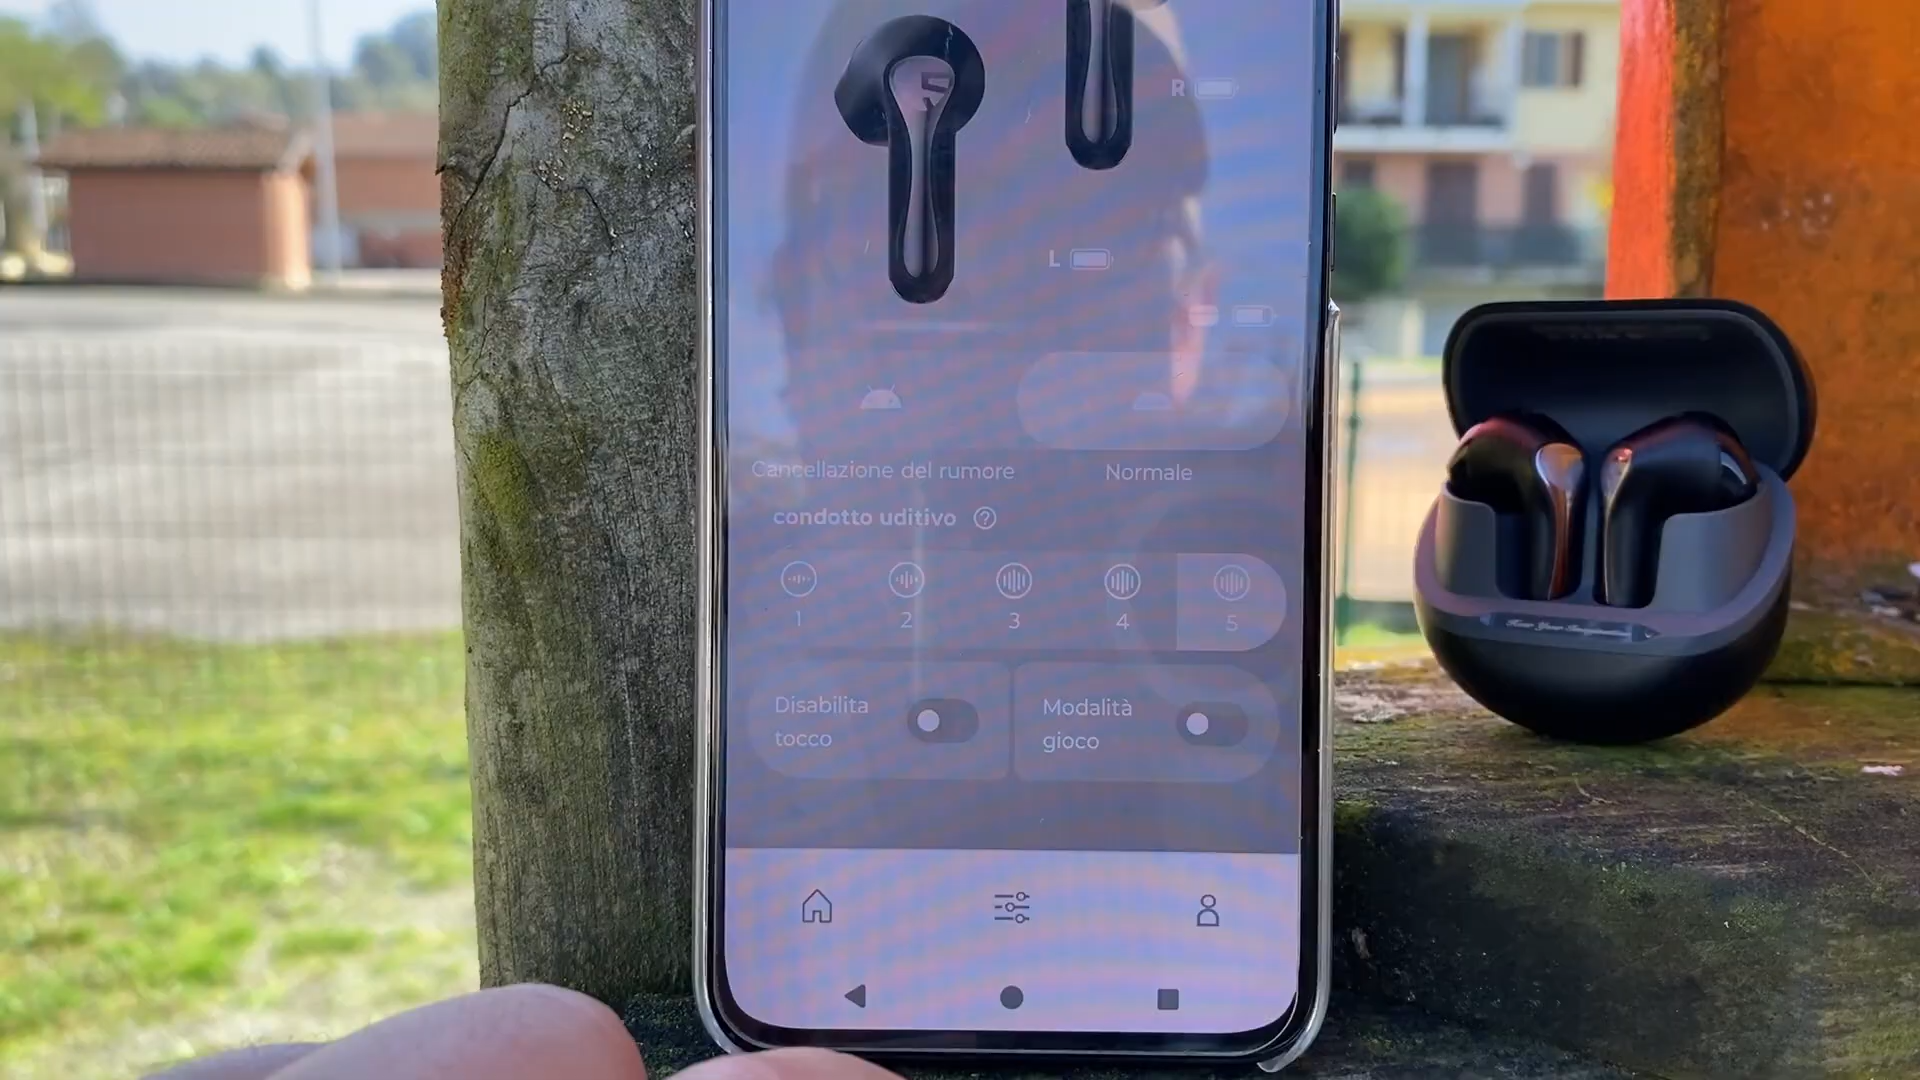 R
L
Cancellazione del rumore
Normale
condotto uditivo ?
1 2 3 4 5
Disabilita
tocco
Modalità
gioco